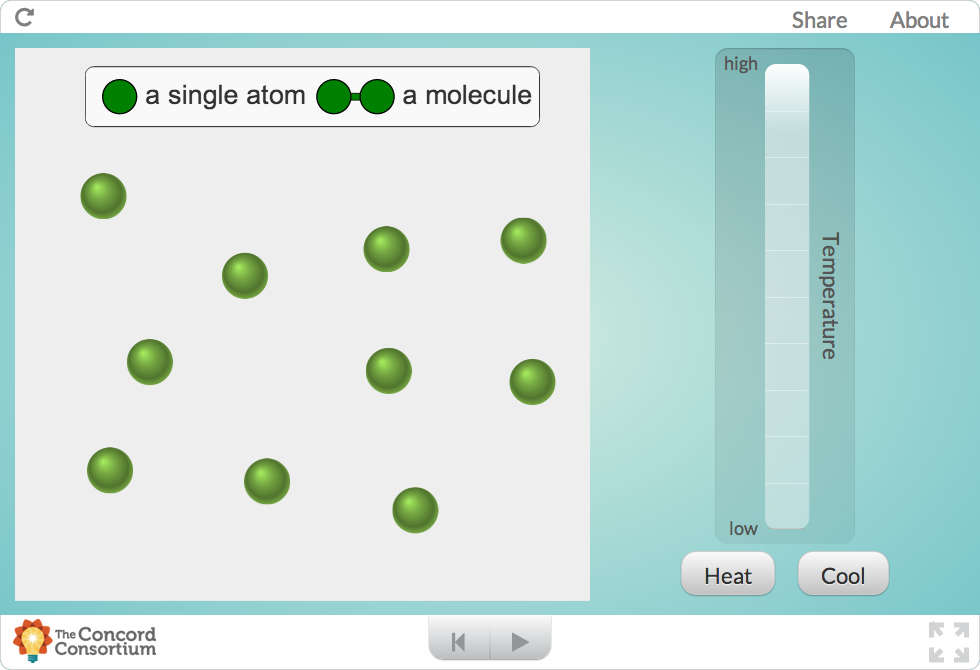 Share About
a single atom a molecule
high
Temperature
low
Heat Cool
The Concord
Consortium